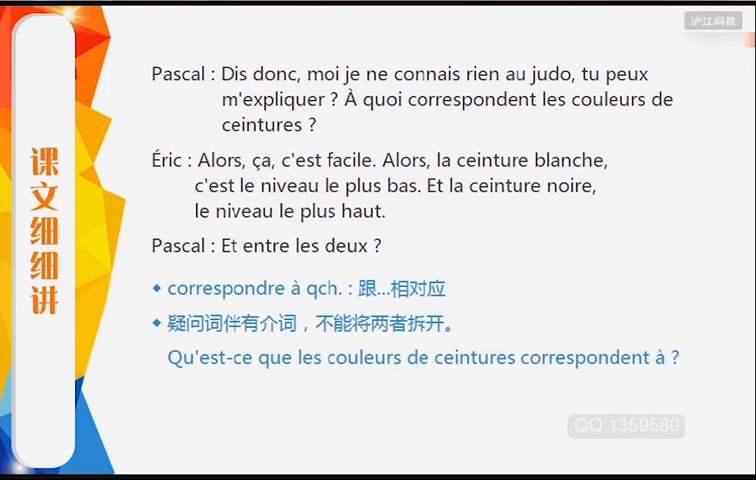 沪江网校
课文细细讲
Pascal : Dis donc, moi je ne connais rien au judo, tu peux
m'expliquer ? À quoi correspondent les couleurs de
ceintures ?
Éric : Alors, ça, c'est facile. Alors, la ceinture blanche,
c'est le niveau le plus bas. Et la ceinture noire,
le niveau le plus haut.
Pascal : Et entre les deux ?
◆ correspondre à qch. : 跟...相对应
◆ 疑问词伴有介词，不能将两者拆开。
Qu'est-ce que les couleurs de ceintures correspondent à ?
QQ:1359580